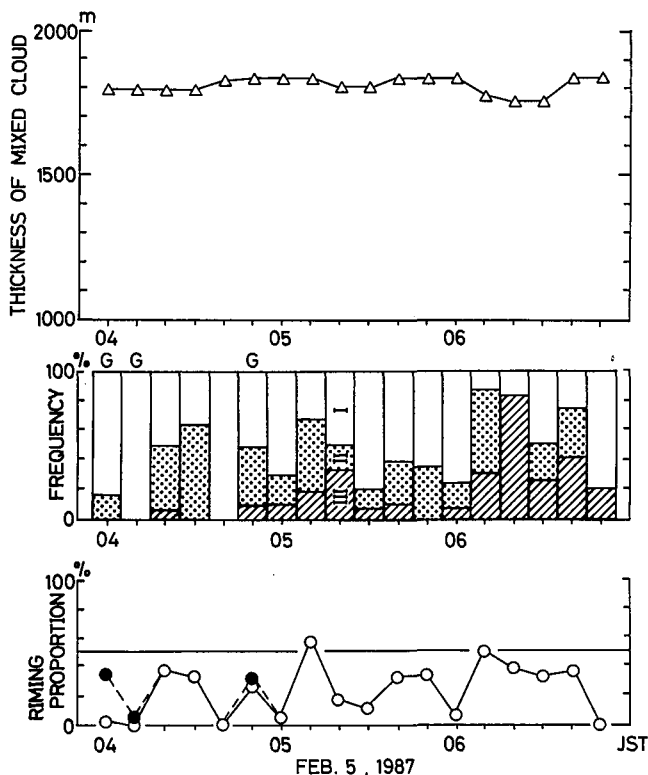 m
2000
1500
1000
THICKNESS OF MIXED CLOUD
04 05 06
% G G G
100
0
FREQUENCY
I
II
III
04 05 06
%
100
0
RIMING PROPORTION
04 05 06 JST
FEB. 5, 1987